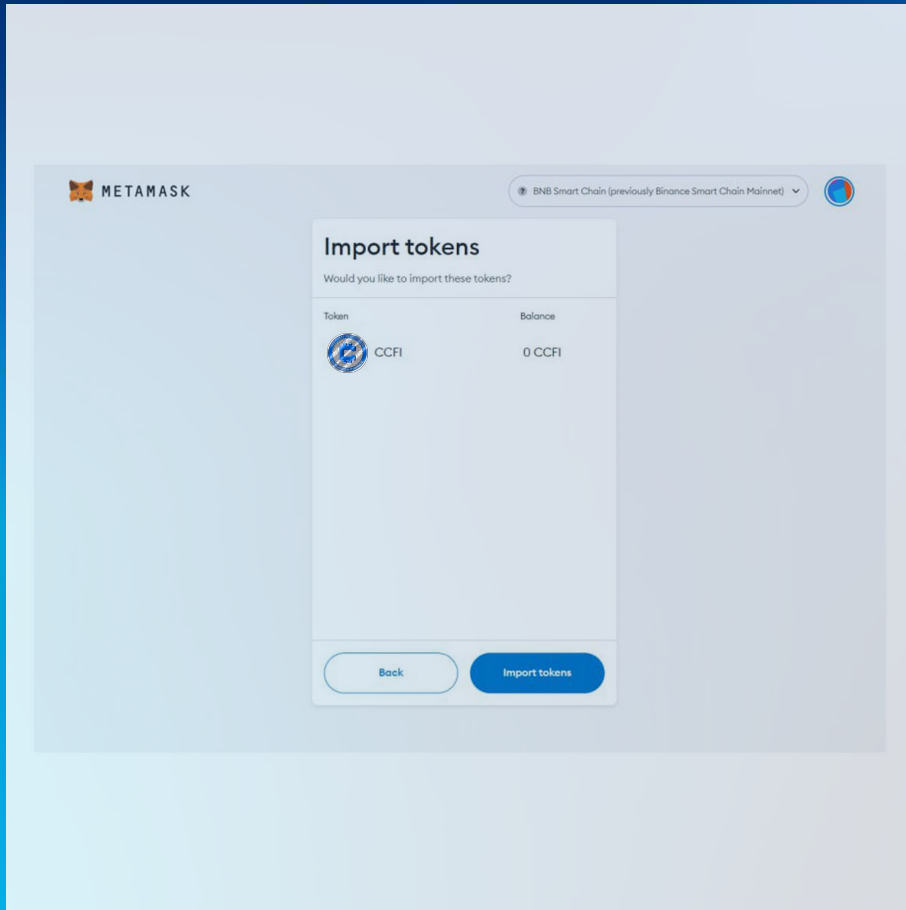 METAMASK
BNB Smart Chain (previously Binance Smart Chain Mainnet)
Import tokens
Would you like to import these tokens?
Token Balance
CCFI 0 CCFI
Back Import tokens